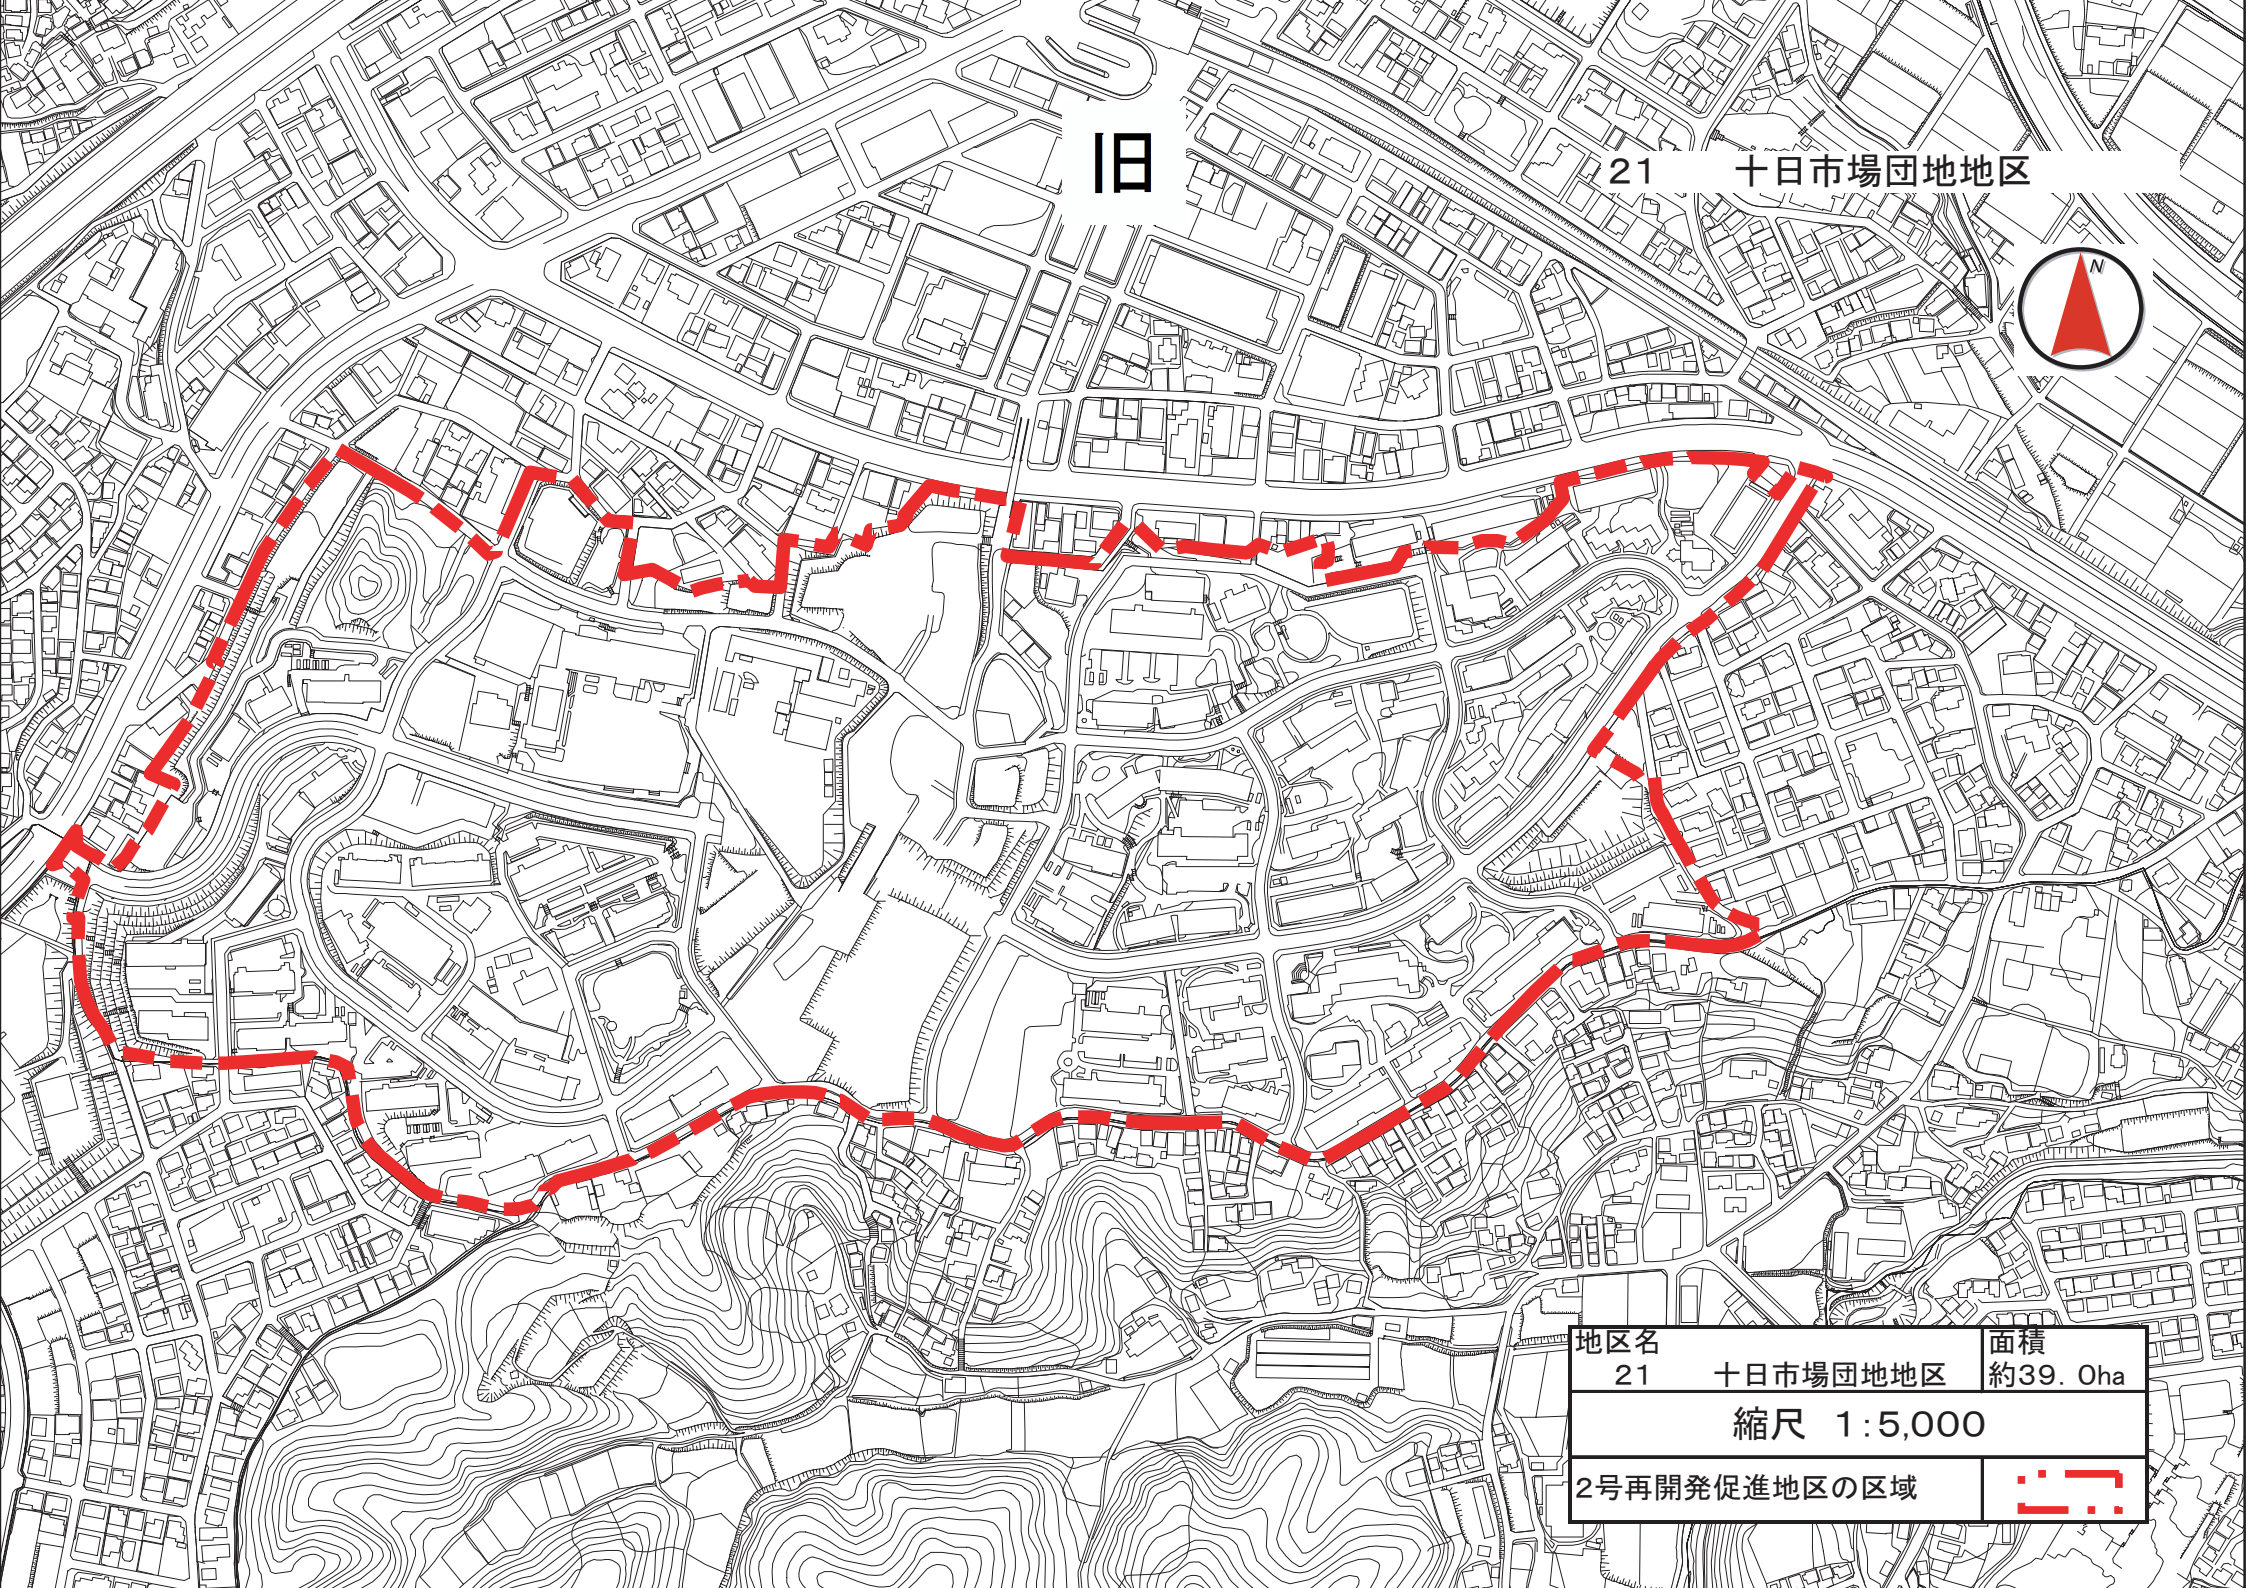 旧
21　十日市場団地地区
N
地区名
21　十日市場団地地区
面積
約39.0ha
縮尺 1:5,000
2号再開発促進地区の区域